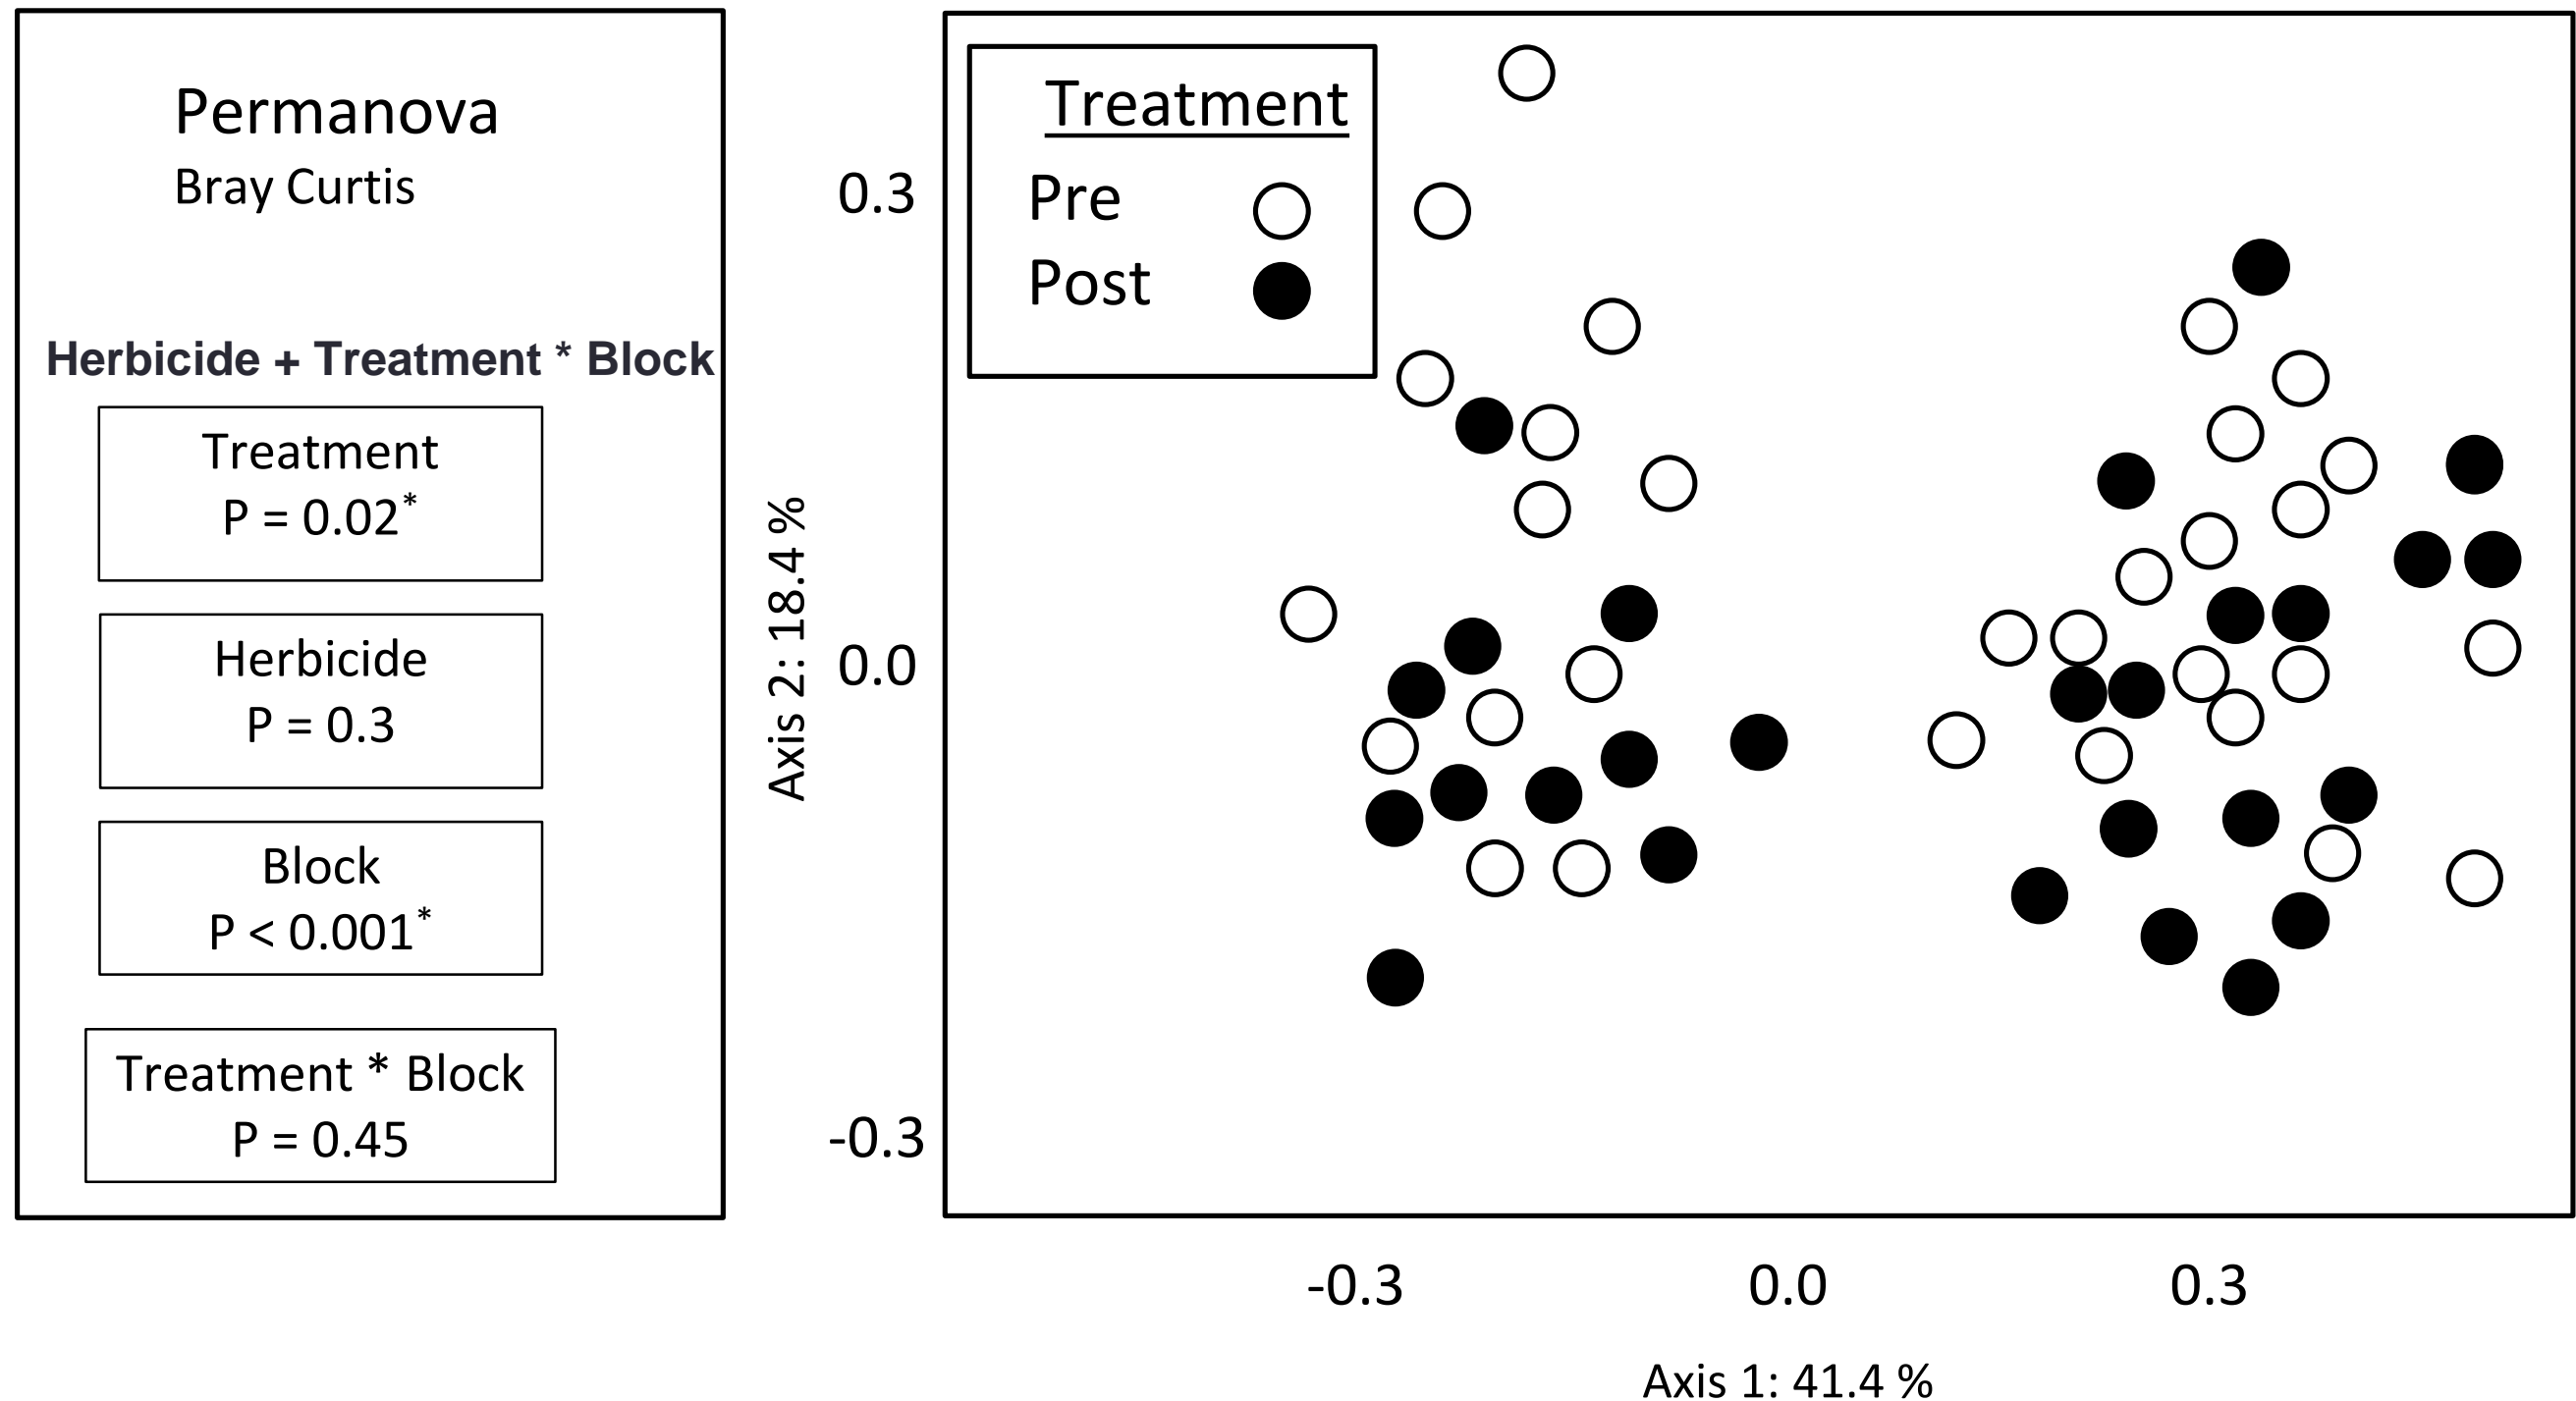 Permanova
Bray Curtis
Herbicide + Treatment * Block
Treatment
P = 0.02*
Herbicide
P = 0.3
Block
P < 0.001*
Treatment * Block
P = 0.45
Treatment
Pre
Post
Axis 2: 18.4 %
0.3
0.0
-0.3
-0.3
0.0
0.3
Axis 1: 41.4 %